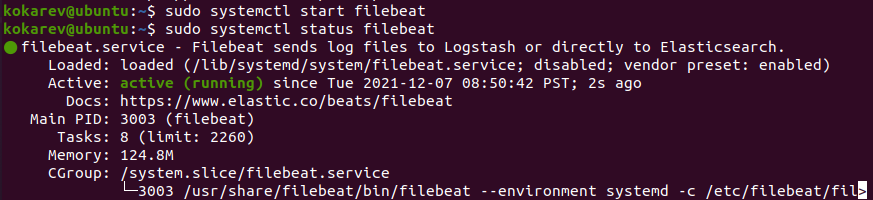 kokarev@ubuntu:~$ sudo systemctl start filebeat
kokarev@ubuntu:~$ sudo systemctl status filebeat
● filebeat.service - Filebeat sends log files to Logstash or directly to Elasticsearch.
Loaded: loaded (/lib/systemd/system/filebeat.service; disabled; vendor preset: enabled)
Active: active (running) since Tue 2021-12-07 08:50:42 PST; 2s ago
Docs: https://www.elastic.co/beats/filebeat
Main PID: 3003 (filebeat)
Tasks: 8 (limit: 2260)
Memory: 124.8M
CGroup: /system.slice/filebeat.service
└─3003 /usr/share/filebeat/bin/filebeat --environment systemd -c /etc/filebeat/fil>